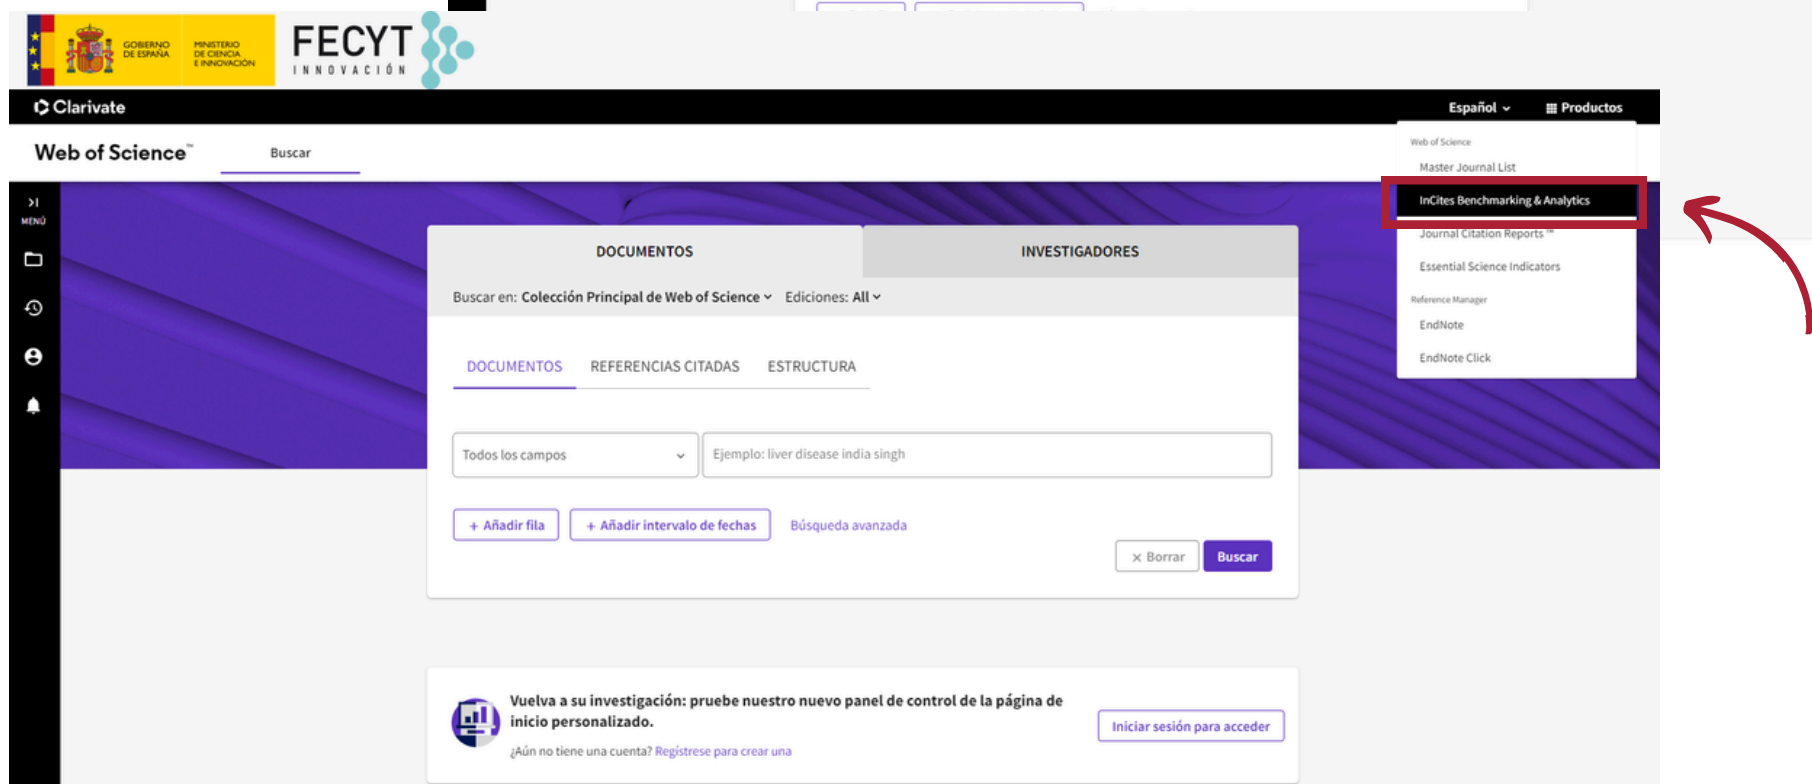 GOBIERNO
DE ESPAÑA
MINISTERIO
DE CIENCIA
E INNOVACIÓN
FECYT
INNOVACIÓN
Clarivate
Español
Productos
Web of Science™
Buscar
Web of Science
Master Journal List
InCites Benchmarking & Analytics
Journal Citation Reports ™
Essential Science Indicators
Reference Manager
EndNote
EndNote Click
MENÚ
DOCUMENTOS
INVESTIGADORES
Buscar en: Colección Principal de Web of Science Ediciones: All
DOCUMENTOS REFERENCIAS CITADAS ESTRUCTURA
Todos los campos
Ejemplo: liver disease india singh
+ Añadir fila
+ Añadir intervalo de fechas
Búsqueda avanzada
× Borrar
Buscar
Vuelva a su investigación: pruebe nuestro nuevo panel de control de la página de
inicio personalizado.
¿Aún no tiene una cuenta? Regístrese para crear una
Iniciar sesión para acceder